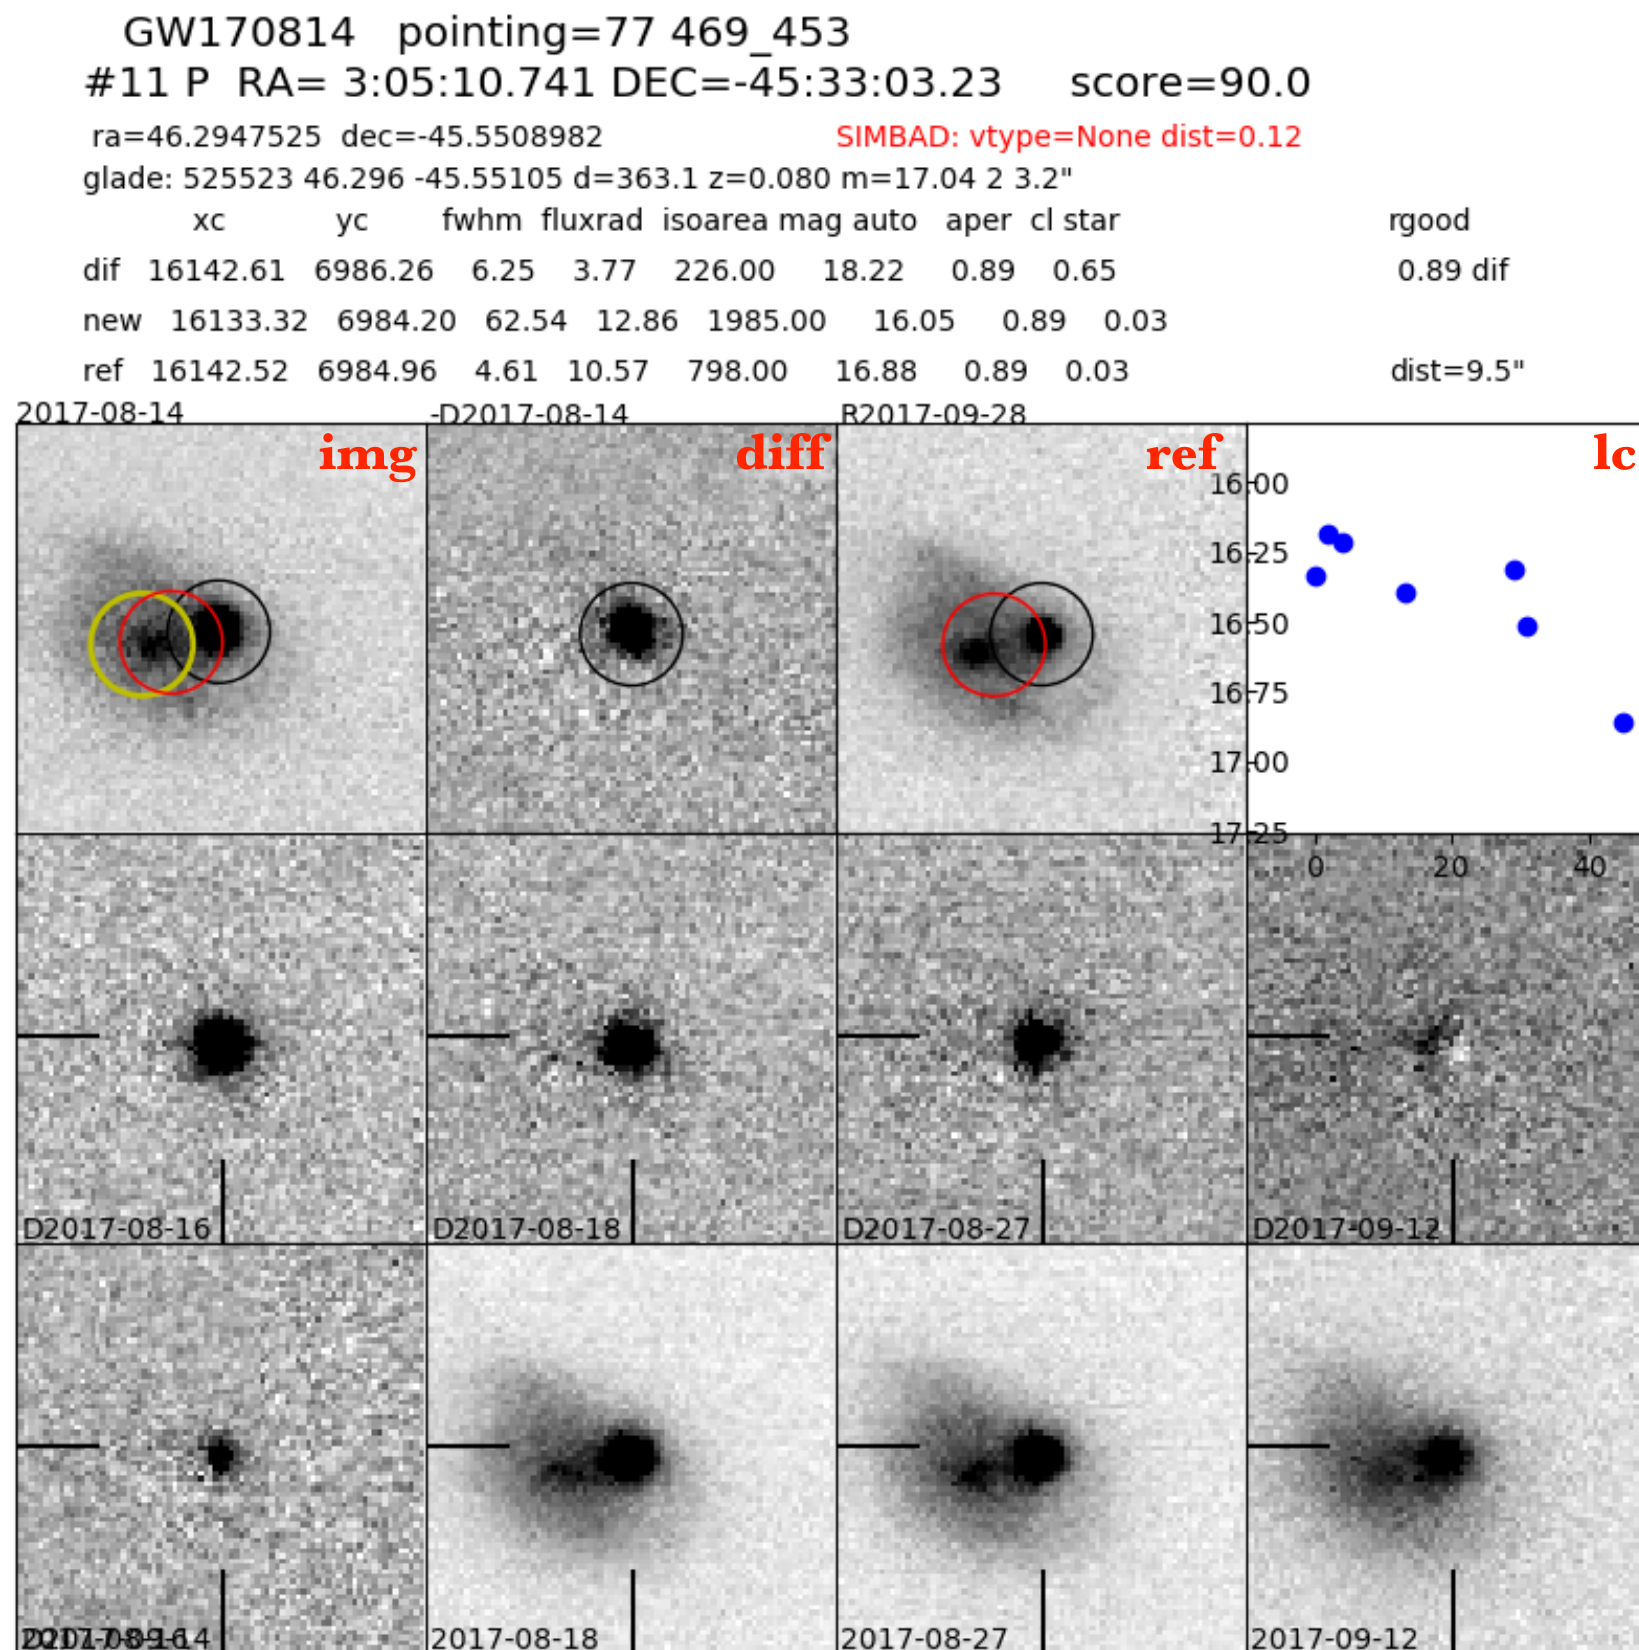 GW170814 pointing=77 469_453
#11 P RA= 3:05:10.741 DEC=-45:33:03.23 score=90.0
ra=46.2947525 dec=-45.5508982 SIMBAD: vtype=None dist=0.12
glade: 525523 46.296 -45.55105 d=363.1 z=0.080 m=17.04 2 3.2"
xc yc fwhm fluxrad isoarea mag auto aper cl star rgood
dif 16142.61 6986.26 6.25 3.77 226.00 18.22 0.89 0.65 0.89 dif
new 16133.32 6984.20 62.54 12.86 1985.00 16.05 0.89 0.03
ref 16142.52 6984.96 4.61 10.57 798.00 16.88 0.89 0.03 dist=9.5"
2017-08-14 -D2017-08-14 R2017-09-28
img diff ref lc
16.00
16.25
16.50
16.75
17.00
17.25
0 20 40
D2017-08-16 D2017-08-18 D2017-08-27 D2017-09-12
2017-08-18 2017-08-27 2017-09-12